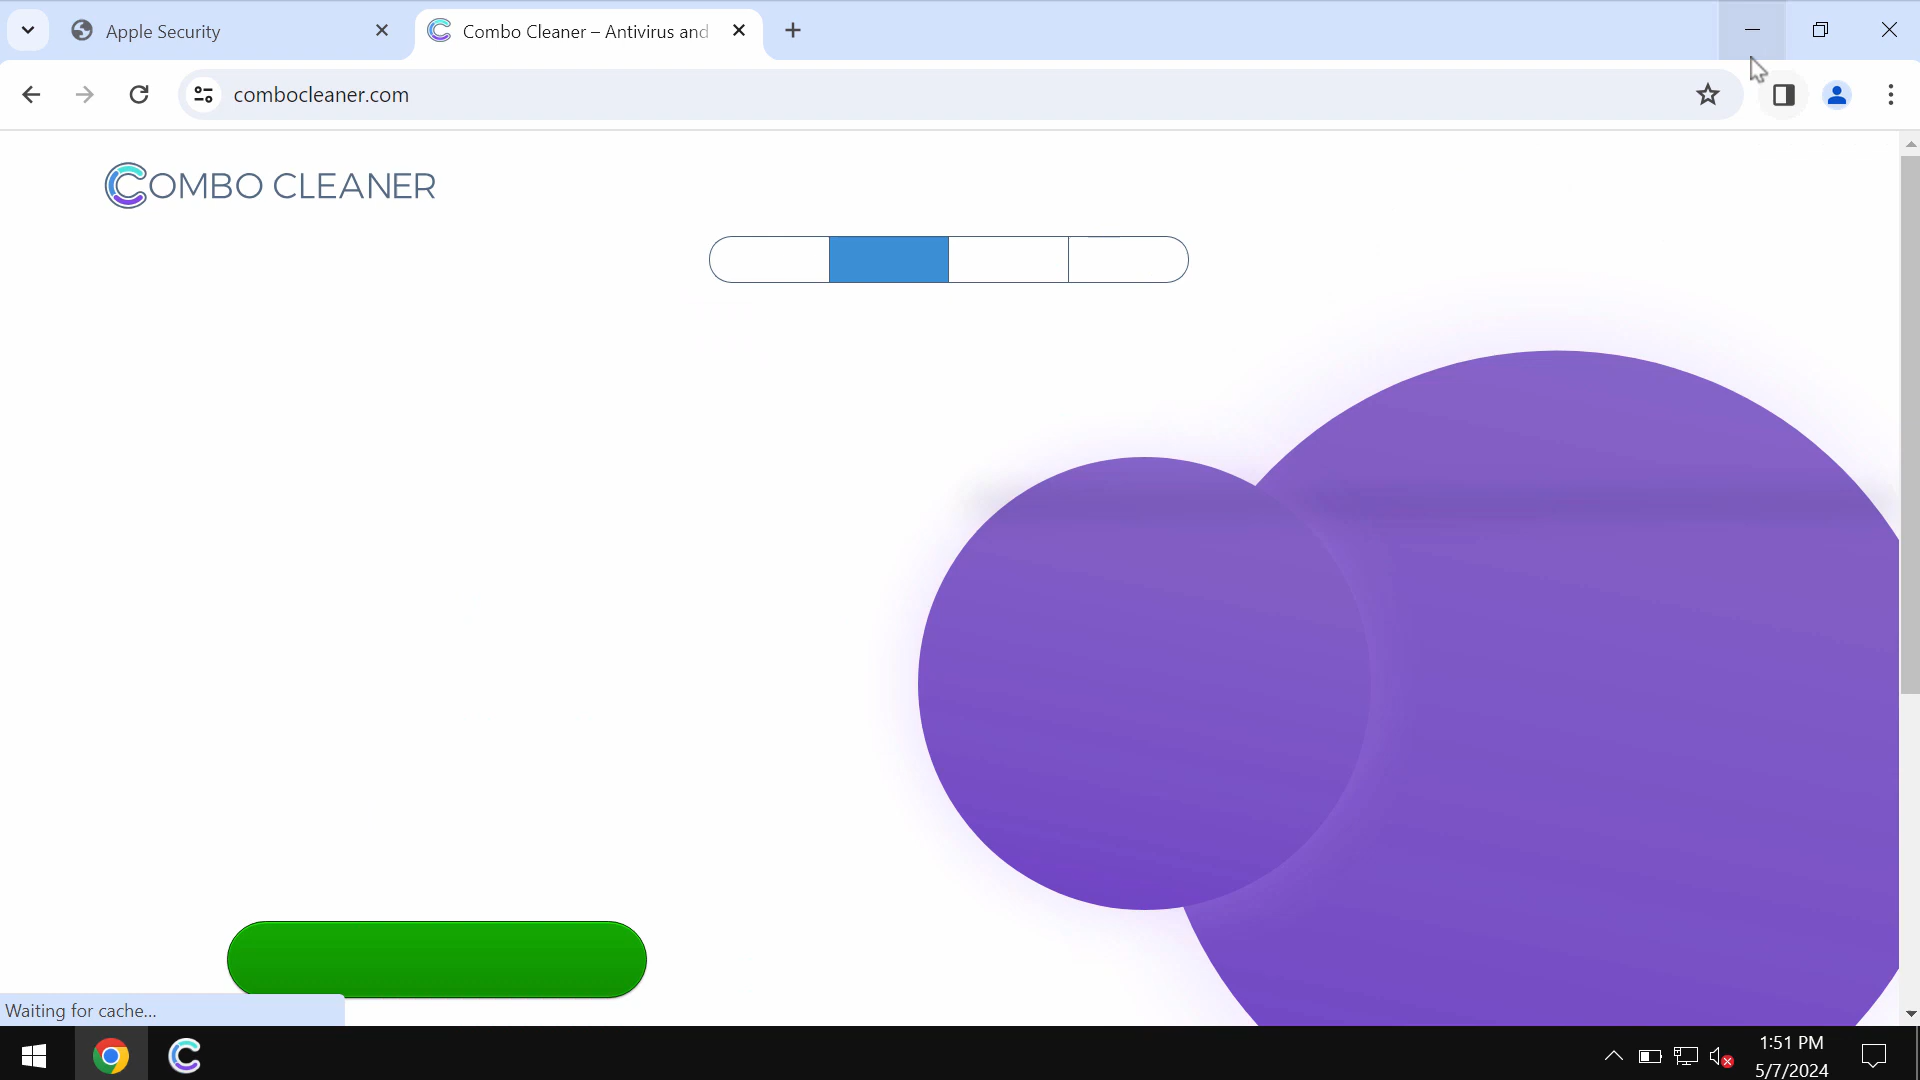 Apple Security
Combo Cleaner – Antivirus and
combocleaner.com
COMBO CLEANER
Waiting for cache...
1:51 PM
5/7/2024